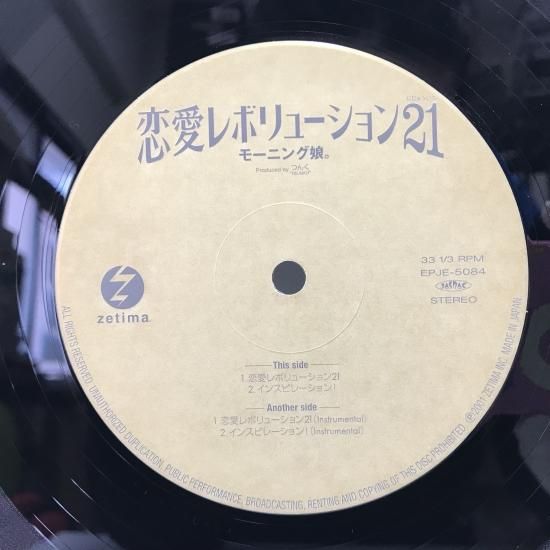 恋愛レボリューション21
モーニング娘。
Produced by つんく
33 1/3 RPM
EPJE-5084
STEREO
zetima
This side
1. 恋愛レボリューション21
2. インスピレーション!
Another side
1. 恋愛レボリューション21 (Instrumental)
2. インスピレーション! (Instrumental)
ALL RIGHTS RESERVED. UNAUTHORIZED DUPLICATION, PUBLIC PERFORMANCE, BROADCASTING, RENTING AND COPYING OF THIS DISC PROHIBITED. ℗2001 ZETIMA INC. MADE IN JAPAN